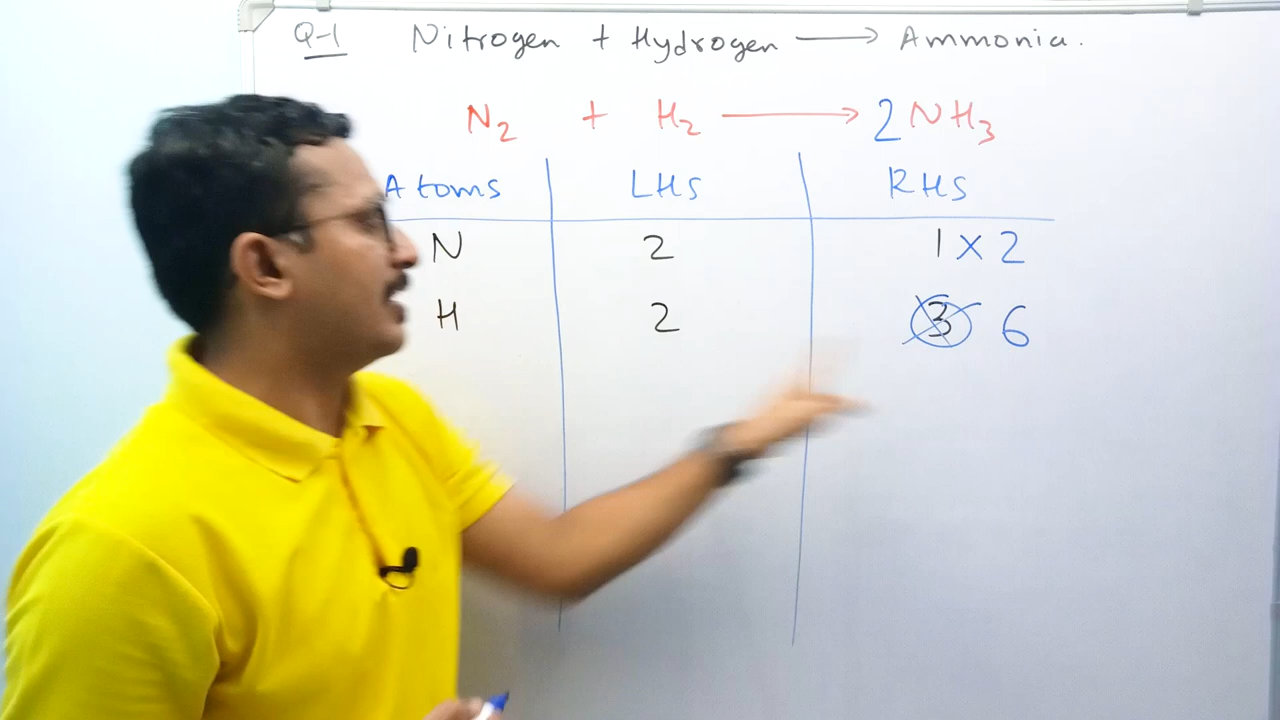 Q-1 Nitrogen + Hydrogen → Ammonia.
N₂ + H₂ → 2NH₃
Atoms LHS RHS
N 2 1 × 2
H 2 3 6